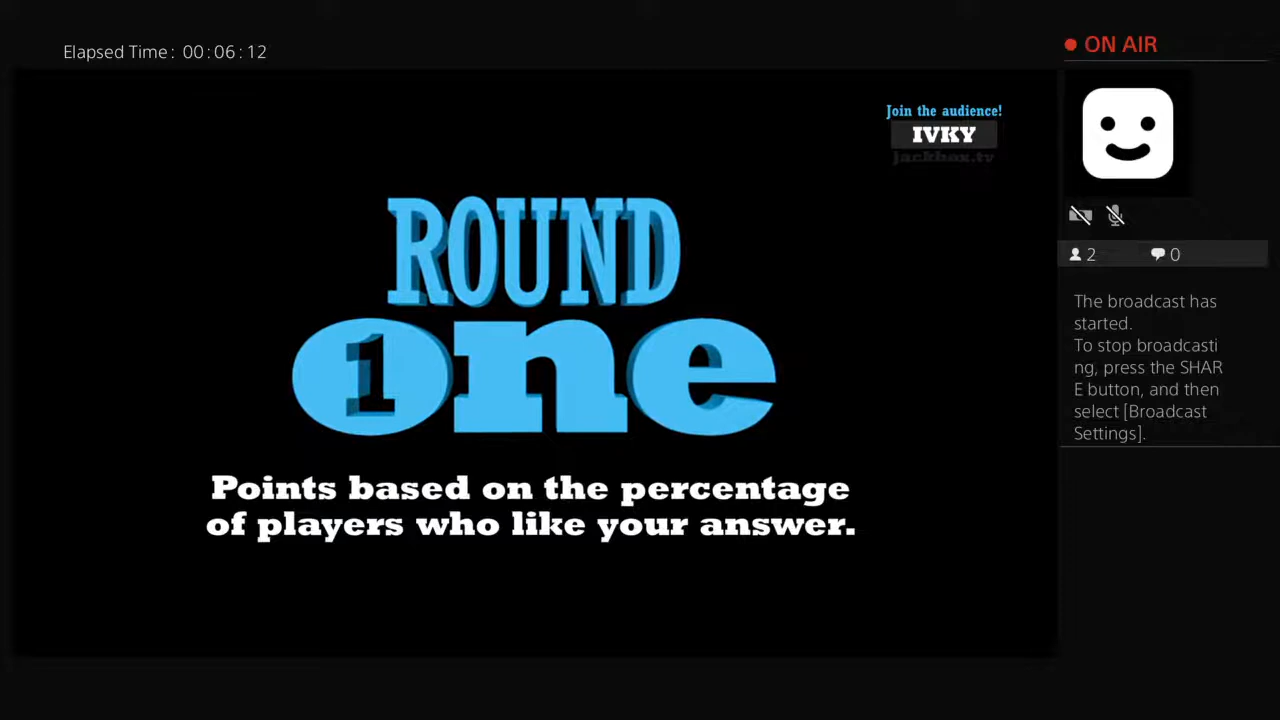 Elapsed Time: 00:06:12
ON AIR
Join the audience!
IVKY
jackbox.tv
ROUND
1
one
Points based on the percentage
of players who like your answer.
2
0
The broadcast has
started.
To stop broadcasti
ng, press the SHAR
E button, and then
select [Broadcast
Settings].